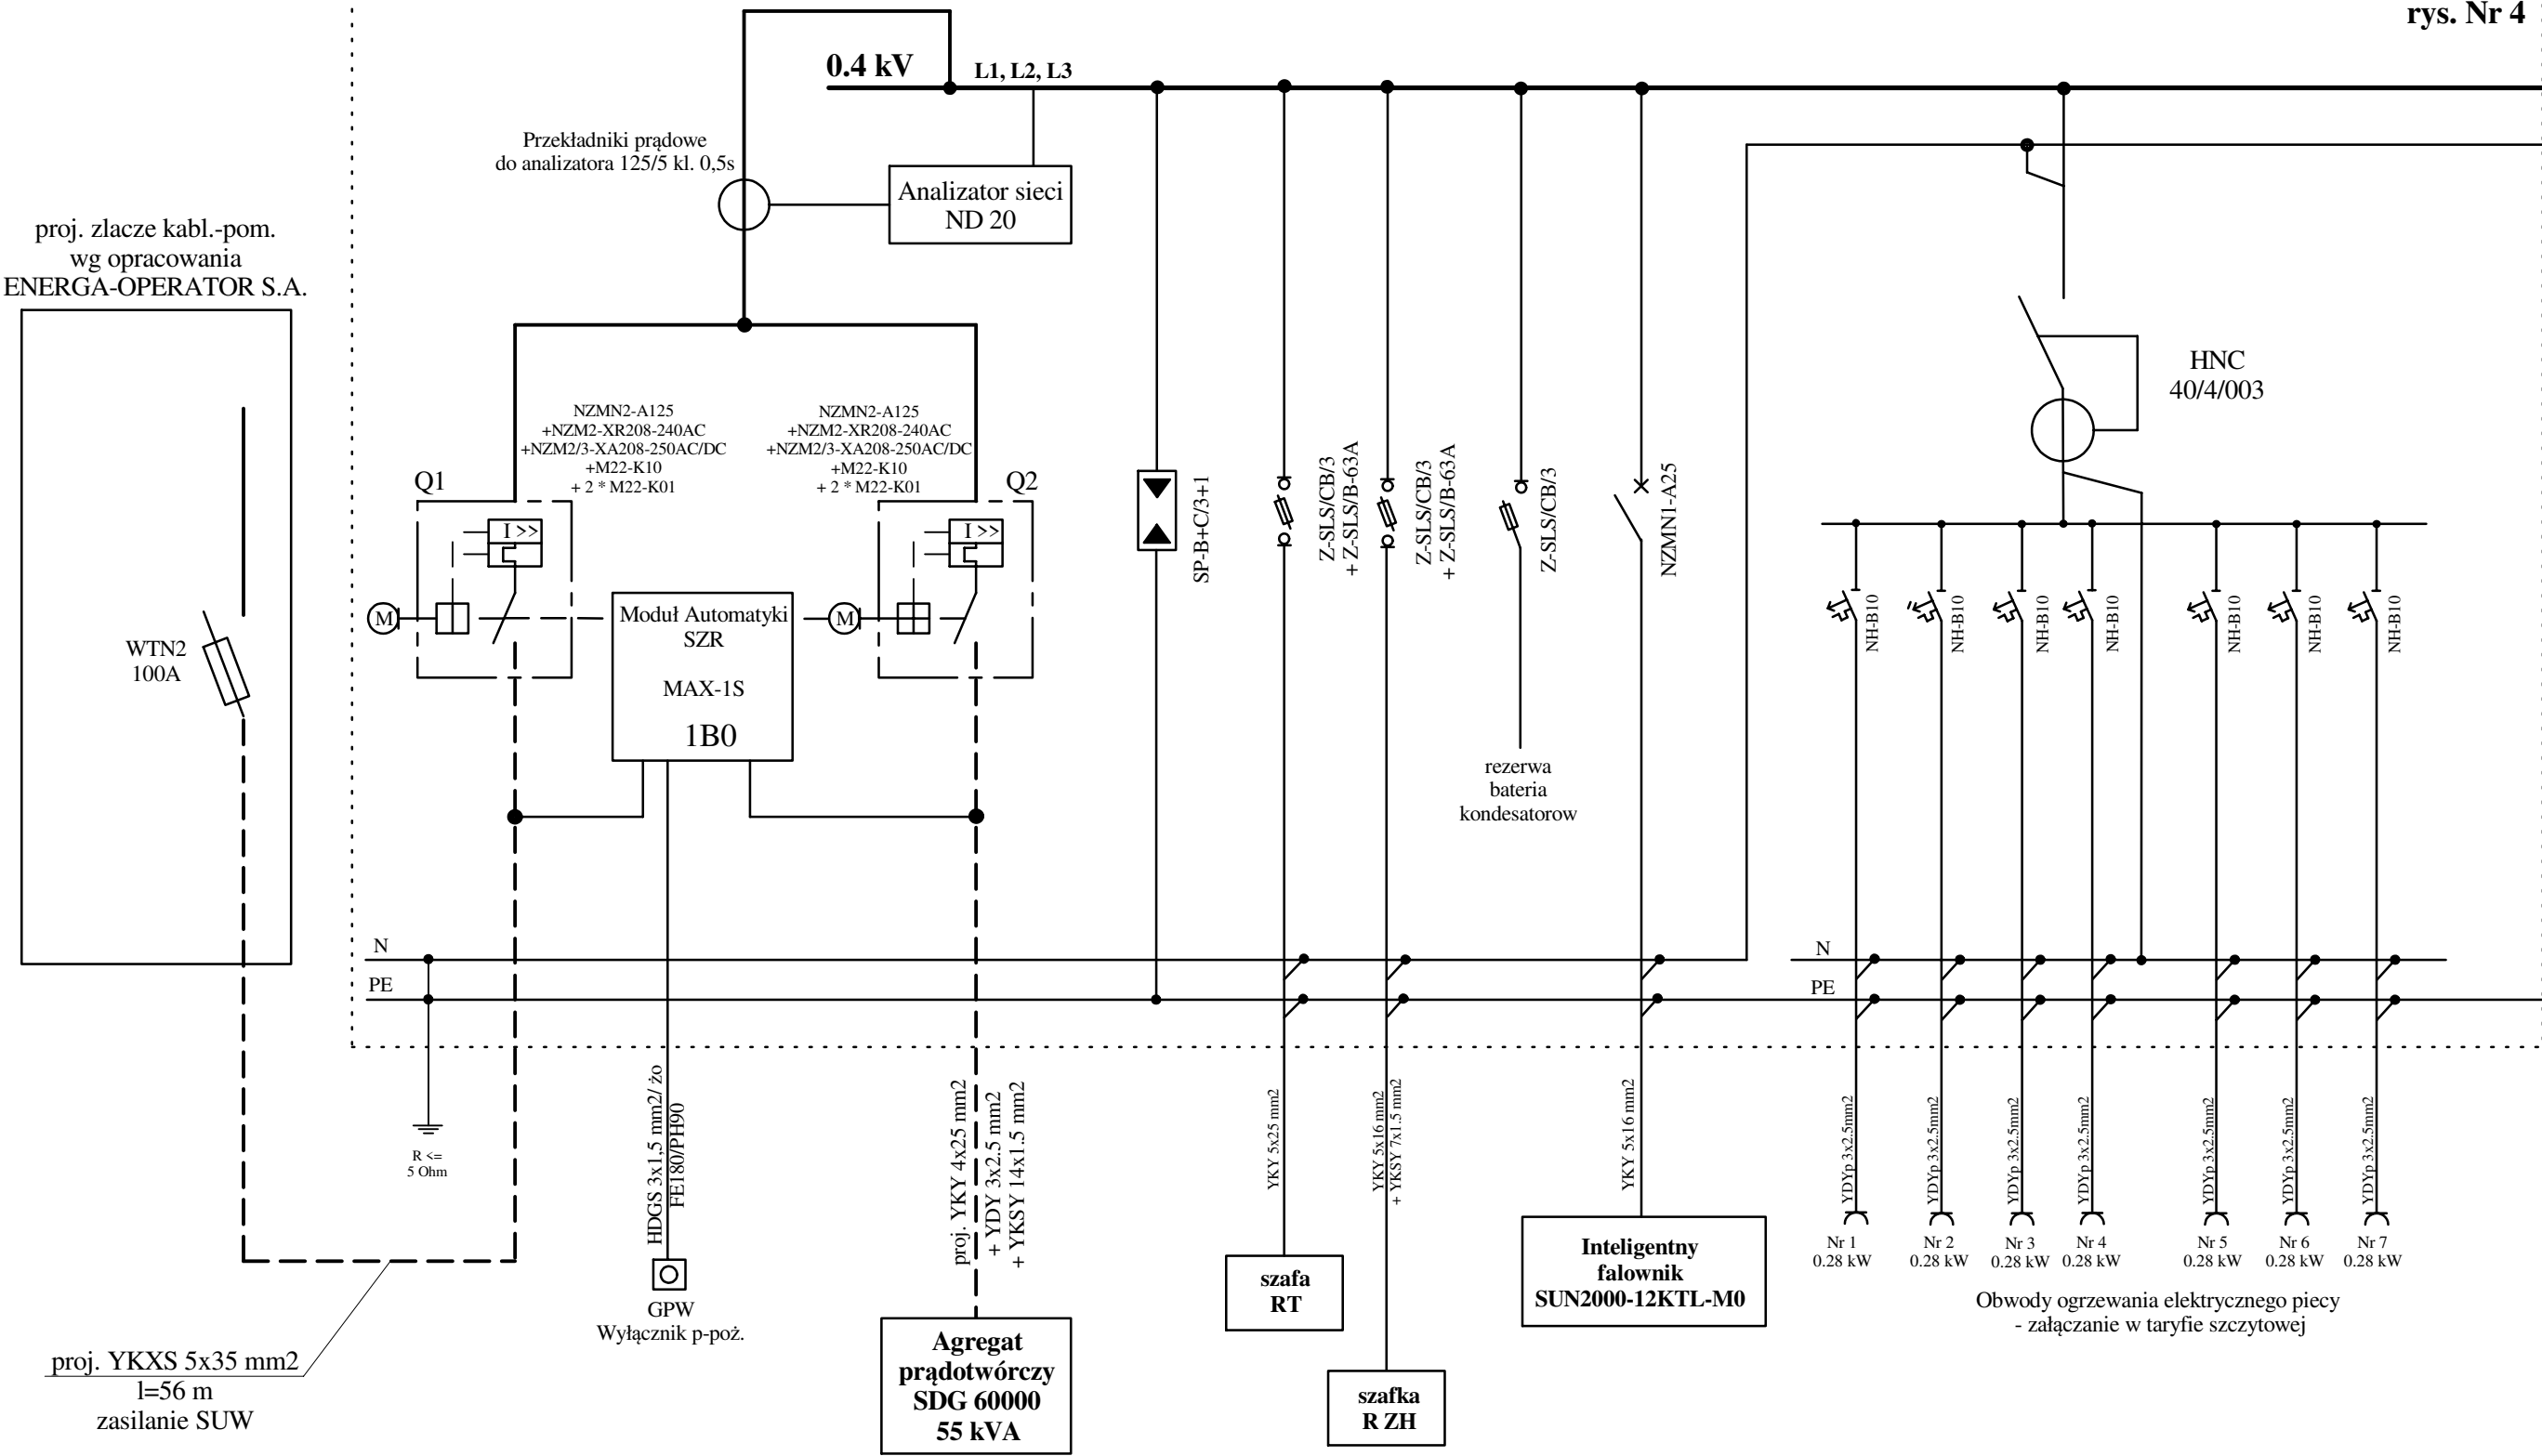 rys. Nr 4
0.4 kV
L1, L2, L3
Przekładniki prądowe
do analizatora 125/5 kl. 0,5s
Analizator sieci
ND 20
proj. zlacze kabl.-pom.
wg opracowania
ENERGA-OPERATOR S.A.
WTN2
100A
NZMN2-A125
+NZM2-XR208-240AC
+NZM2/3-XA208-250AC/DC
+M22-K10
+ 2 * M22-K01
NZMN2-A125
+NZM2-XR208-240AC
+NZM2/3-XA208-250AC/DC
+M22-K10
+ 2 * M22-K01
Q1
Q2
I >>
I >>
M
M
Moduł Automatyki
SZR
MAX-1S
1B0
SP-B+C/3+1
Z-SLS/CB/3
+ Z-SLS/B-63A
Z-SLS/CB/3
+ Z-SLS/B-63A
Z-SLS/CB/3
NZMN1-A25
rezerwa
bateria
kondesatorow
HNC
40/4/003
NH-B10
NH-B10
NH-B10
NH-B10
NH-B10
NH-B10
NH-B10
N
PE
N
PE
R <=
5 Ohm
HDGS 3x1,5 mm2/ żo
FE180/PH90
proj. YKY 4x25 mm2
+ YDY 3x2.5 mm2
+ YKSY 14x1.5 mm2
YKY 5x25 mm2
YKY 5x16 mm2
+ YKSY 7x1.5 mm2
YKY 5x16 mm2
YDYp 3x2.5mm2
YDYp 3x2.5mm2
YDYp 3x2.5mm2
YDYp 3x2.5mm2
YDYp 3x2.5mm2
YDYp 3x2.5mm2
YDYp 3x2.5mm2
GPW
Wyłącznik p-poż.
Agregat
prądotwórczy
SDG 60000
55 kVA
szafa
RT
szafka
R ZH
Inteligentny
falownik
SUN2000-12KTL-M0
Nr 1
0.28 kW
Nr 2
0.28 kW
Nr 3
0.28 kW
Nr 4
0.28 kW
Nr 5
0.28 kW
Nr 6
0.28 kW
Nr 7
0.28 kW
Obwody ogrzewania elektrycznego piecy
- załączanie w taryfie szczytowej
proj. YKXS 5x35 mm2
l=56 m
zasilanie SUW